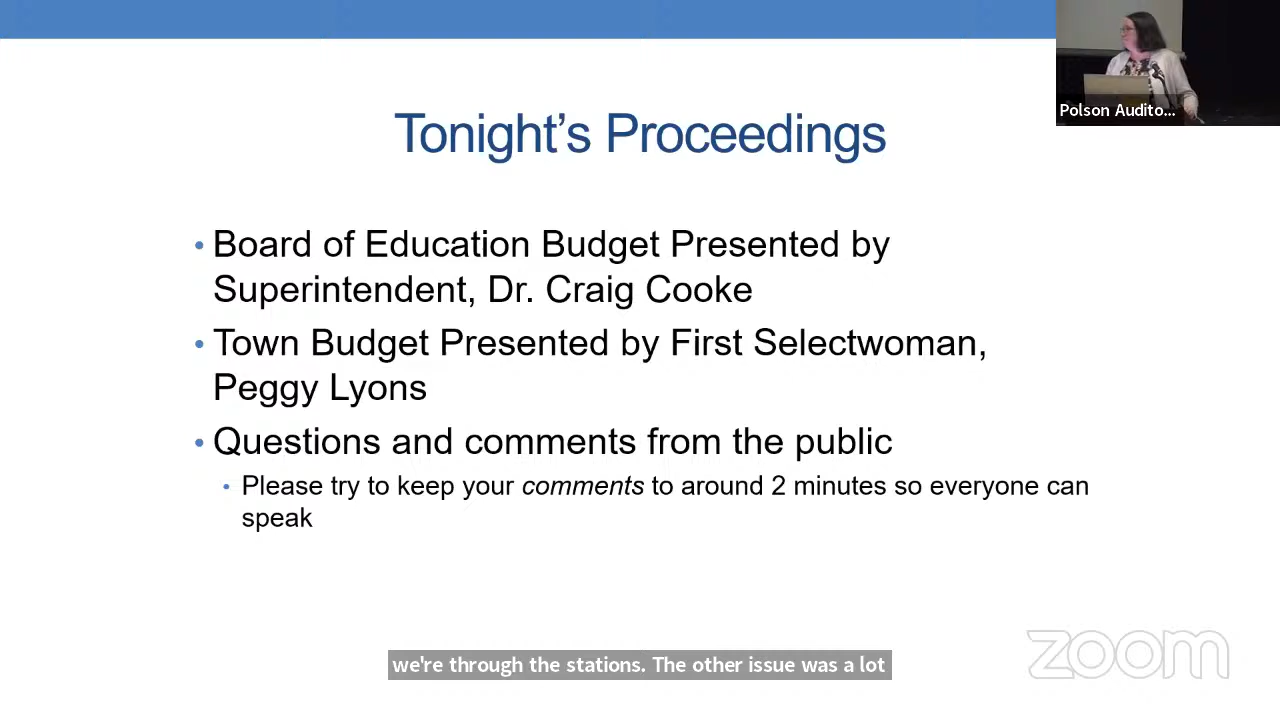 Polson Audito...
Tonight's Proceedings
• Board of Education Budget Presented by
Superintendent, Dr. Craig Cooke
• Town Budget Presented by First Selectwoman,
Peggy Lyons
• Questions and comments from the public
• Please try to keep your comments to around 2 minutes so everyone can
speak
zoom
we're through the stations. The other issue was a lot